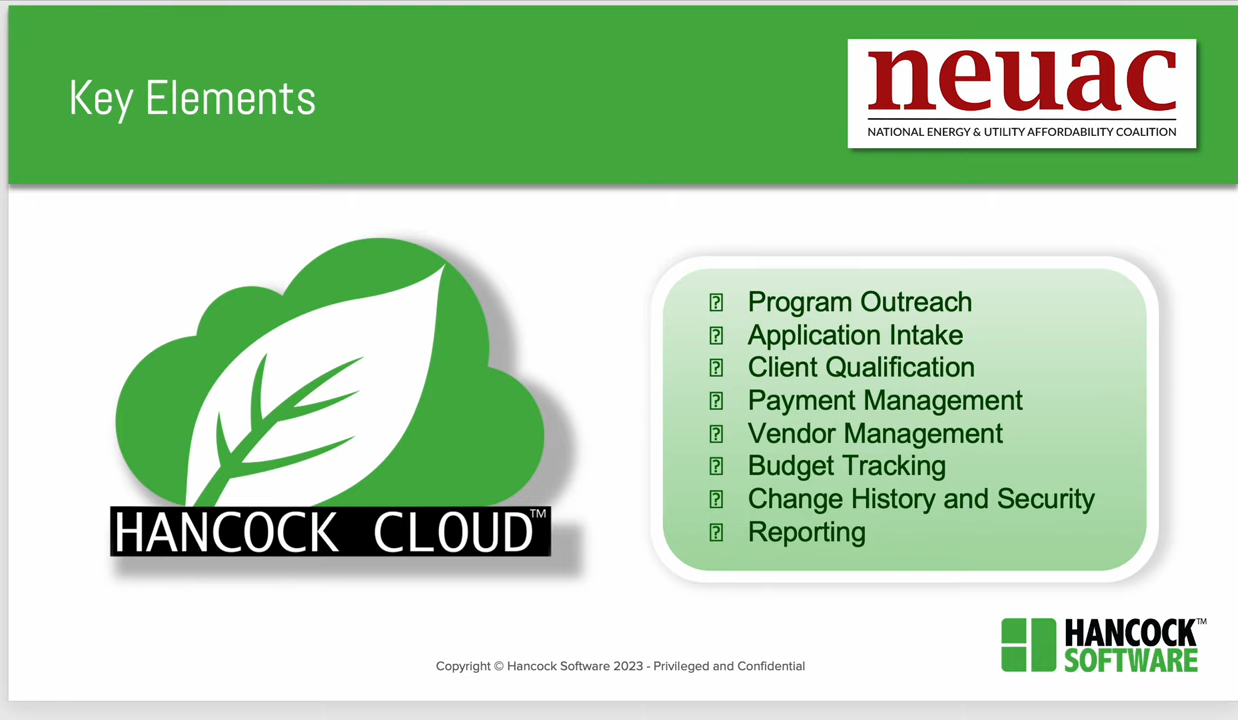 Key Elements
neuac
NATIONAL ENERGY & UTILITY AFFORDABILITY COALITION
HANCOCK CLOUD™
Program Outreach
Application Intake
Client Qualification
Payment Management
Vendor Management
Budget Tracking
Change History and Security
Reporting
HANCOCK™
SOFTWARE
Copyright © Hancock Software 2023 - Privileged and Confidential